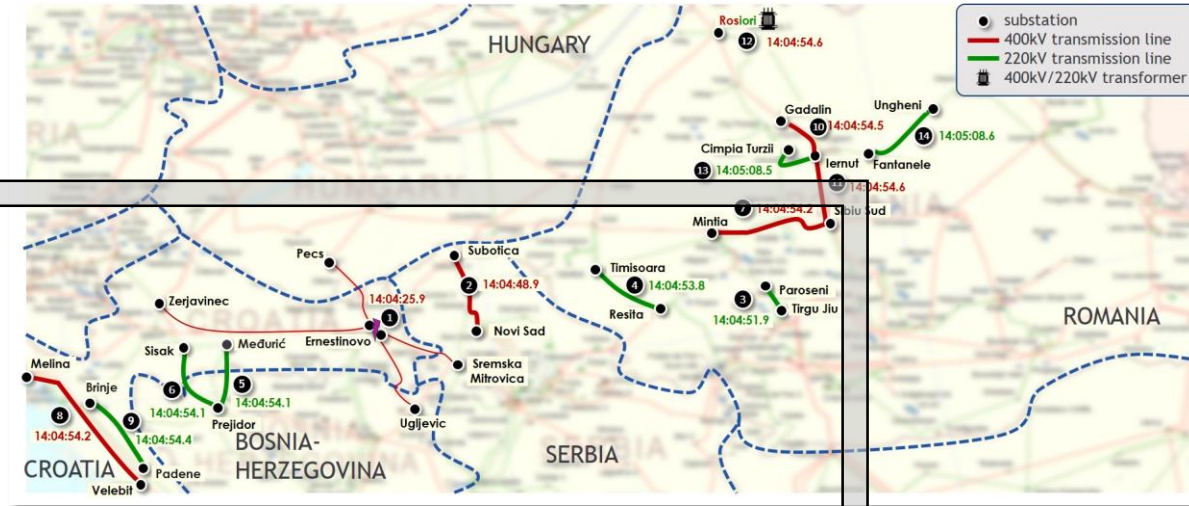 HUNGARY
Rosiori
12 14:04:54.6
substation
400kV transmission line
220kV transmission line
400kV/220kV transformer
Gadalin
10 14:04:54.5
Ungheni
14 14:05:08.6
Cimpia Turzii
Iernut
Fantanele
13 14:05:08.5
11 14:04:54.6
7 14:04:54.2
Sibiu Sud
Mintia
Pecs
Subotica
Timisoara
2 14:04:48.9
4 14:04:53.8
Paroseni
Zerjavinec
14:04:25.9
1
3
14:04:51.9
Resita
Tirgu Jiu
ROMANIA
Ernestinovo
Novi Sad
Sisak
Međurić
Sremska
Mitrovica
Melina
Brinje
6
14:04:54.1
5
14:04:54.1
Prejidor
Ugljevic
8
14:04:54.2
9
14:04:54.4
BOSNIA-
HERZEGOVINA
SERBIA
CROATIA
Padene
Velebit